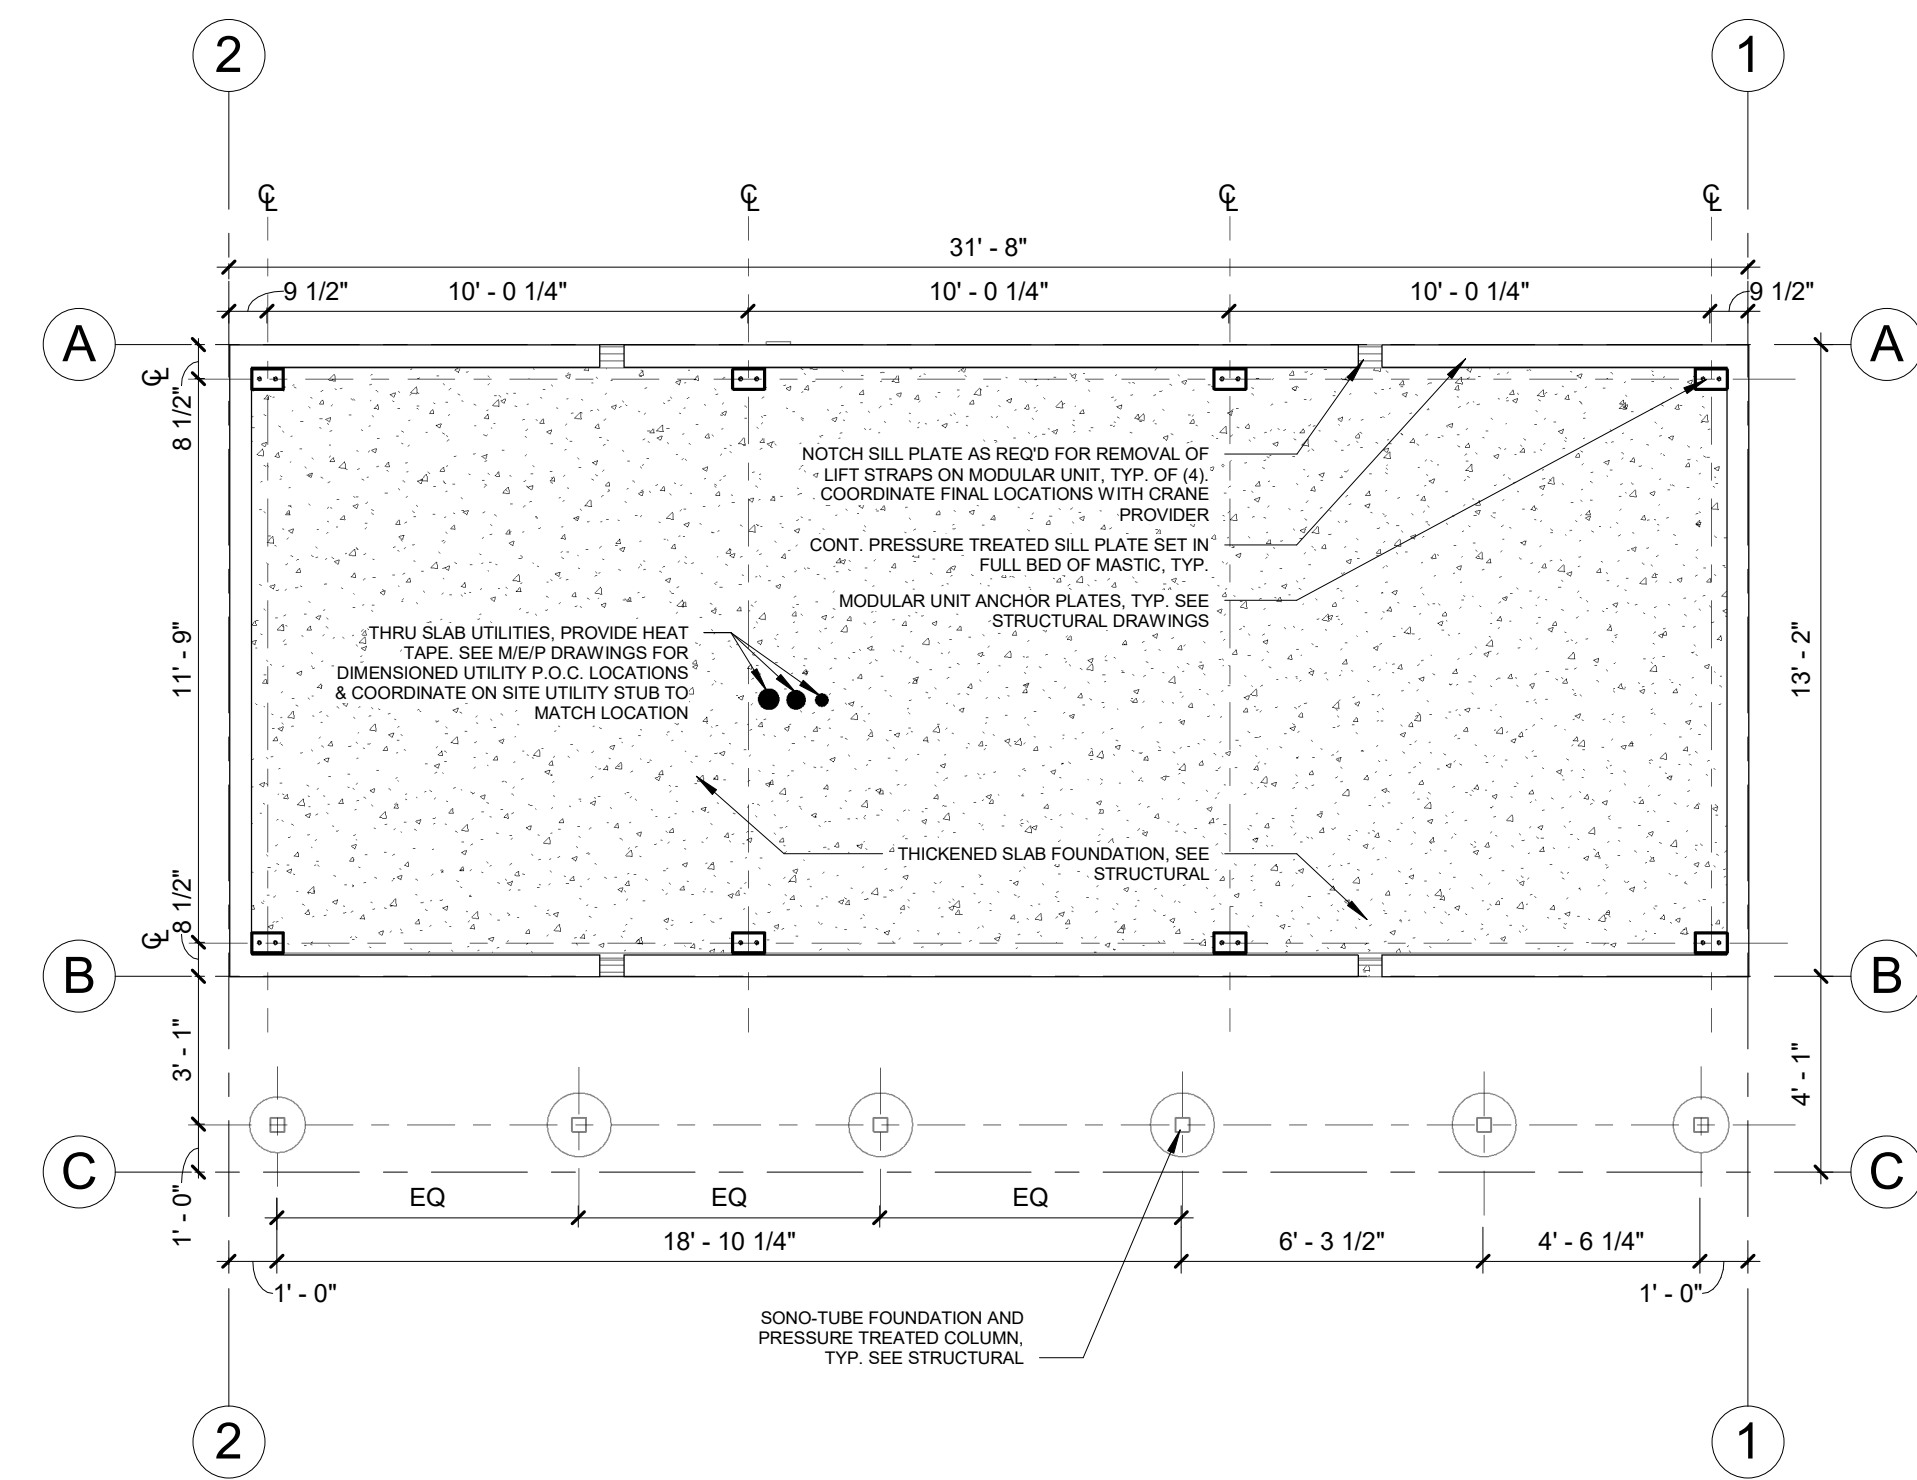 2
1
℄
℄
℄
℄
31' - 8"
9 1/2"
10' - 0 1/4"
10' - 0 1/4"
10' - 0 1/4"
9 1/2"
A
A
℄
8 1/2"
NOTCH SILL PLATE AS REQ'D FOR REMOVAL OF
LIFT STRAPS ON MODULAR UNIT, TYP. OF (4).
COORDINATE FINAL LOCATIONS WITH CRANE
PROVIDER
CONT. PRESSURE TREATED SILL PLATE SET IN
FULL BED OF MASTIC, TYP.
MODULAR UNIT ANCHOR PLATES, TYP. SEE
STRUCTURAL DRAWINGS
THRU SLAB UTILITIES, PROVIDE HEAT
TAPE. SEE M/E/P DRAWINGS FOR
DIMENSIONED UTILITY P.O.C. LOCATIONS
& COORDINATE ON SITE UTILITY STUB TO
MATCH LOCATION
11' - 9"
13' - 2"
THICKENED SLAB FOUNDATION, SEE
STRUCTURAL
8 1/2"
℄
B
B
3' - 1"
4' - 1"
C
C
1' - 0"
EQ
EQ
EQ
18' - 10 1/4"
6' - 3 1/2"
4' - 6 1/4"
1' - 0"
1' - 0"
SONO-TUBE FOUNDATION AND
PRESSURE TREATED COLUMN,
TYP. SEE STRUCTURAL
2
1